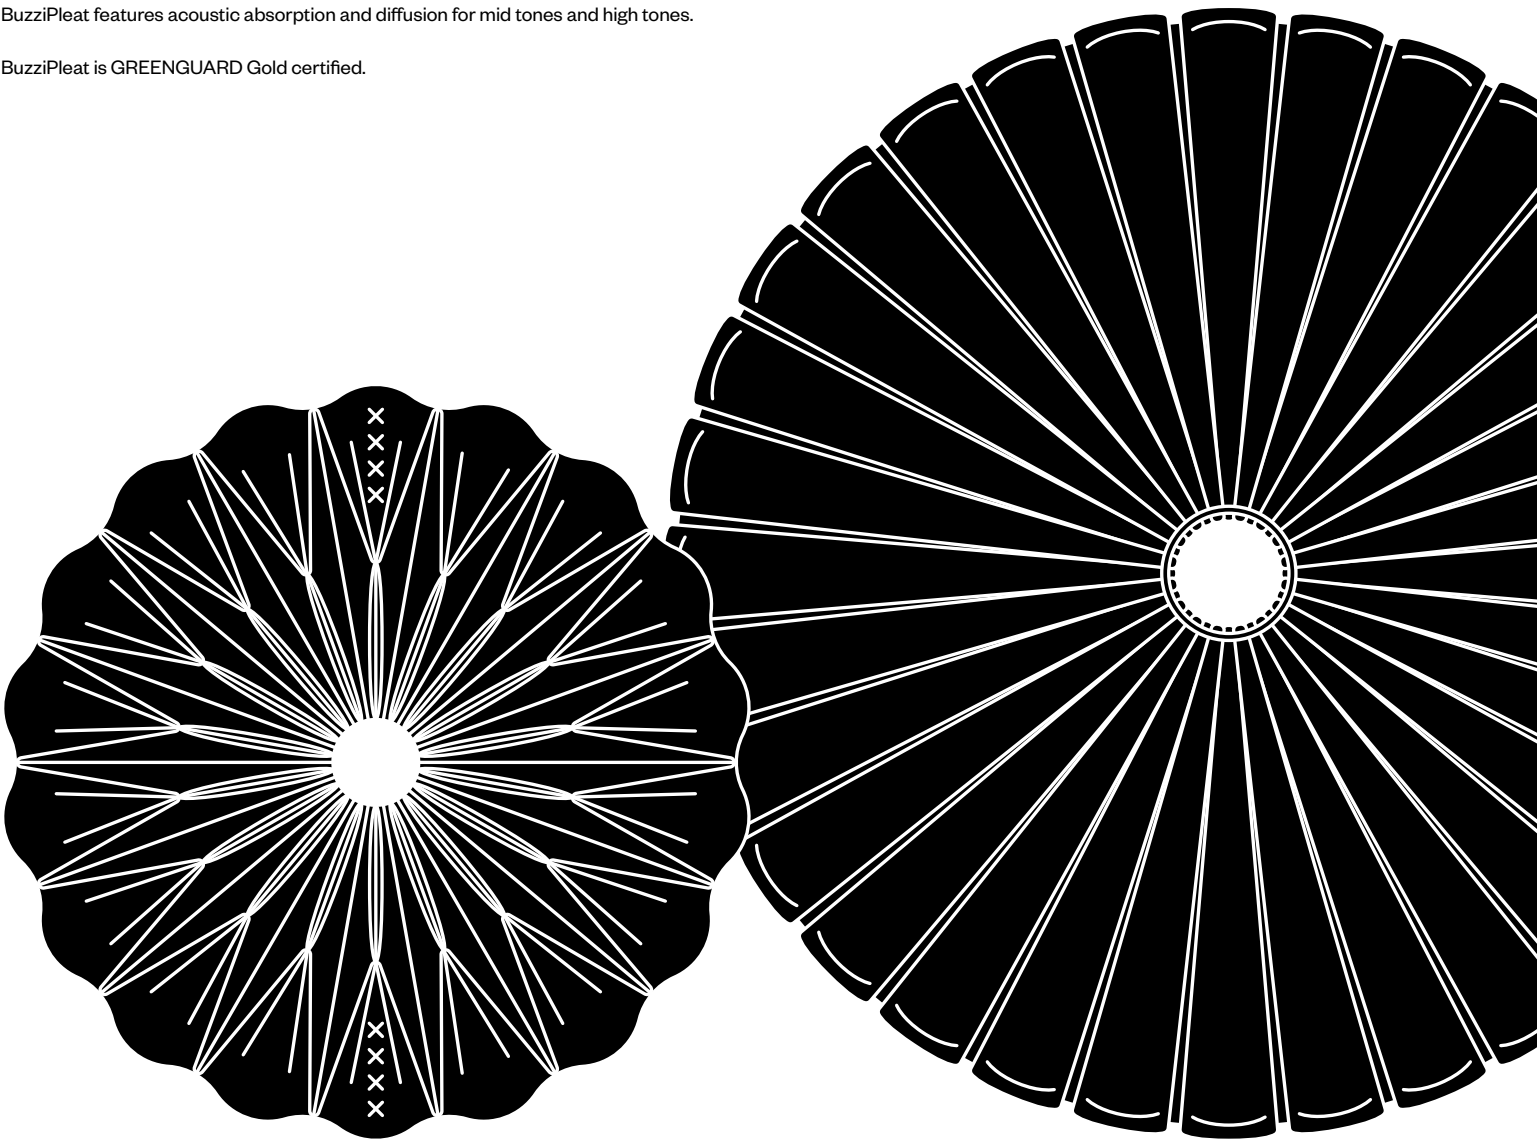 BuzziPleat features acoustic absorption and diffusion for mid tones and high tones.
BuzziPleat is GREENGUARD Gold certified.